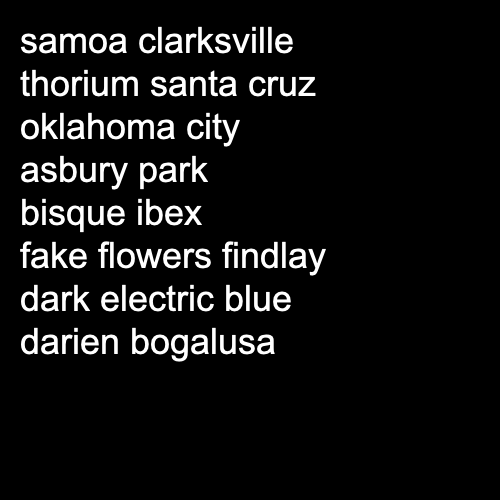 samoa clarksville
thorium santa cruz
oklahoma city
asbury park
bisque ibex
fake flowers findlay
dark electric blue
darien bogalusa